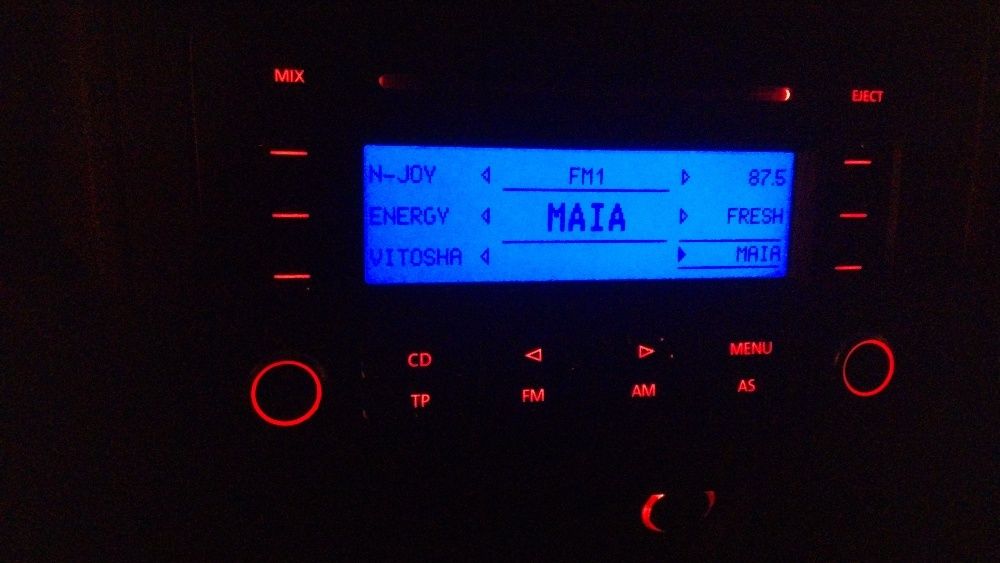 MIX
EJECT
N-JOY FM1 87.5
ENERGY MAIA FRESH
VITOSHA MAIA
CD MENU
TP FM AM AS